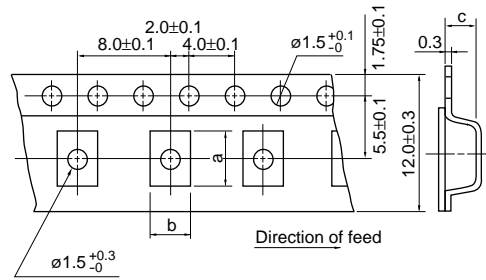 2.0±0.1
8.0±0.1
4.0±0.1
ø1.5 +0.1 -0
1.75±0.1
c
0.3
5.5±0.1
12.0±0.3
a
b
Direction of feed
ø1.5 +0.3 -0